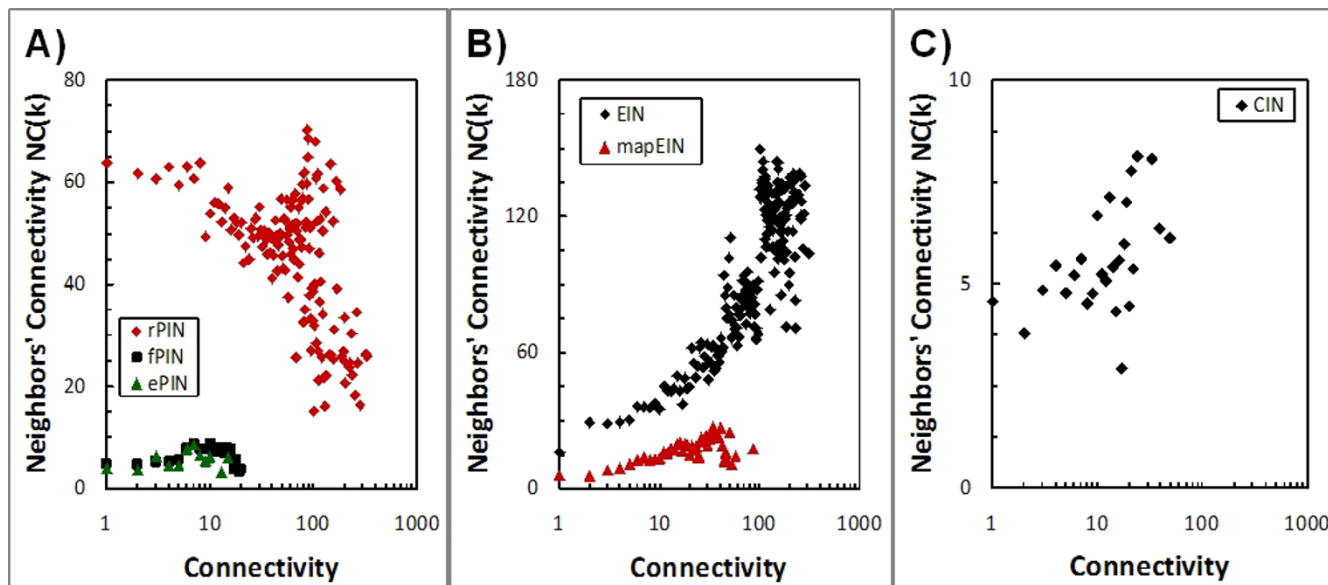 A)
Neighbors' Connectivity NC(k)
80
60
40
20
0
rPIN
fPIN
ePIN
1
10
100
1000
Connectivity
B)
Neighbors' Connectivity NC(k)
180
120
60
0
EIN
mapEIN
1
10
100
1000
Connectivity
C)
Neighbors' Connectivity NC(k)
10
5
0
CIN
1
10
100
1000
Connectivity